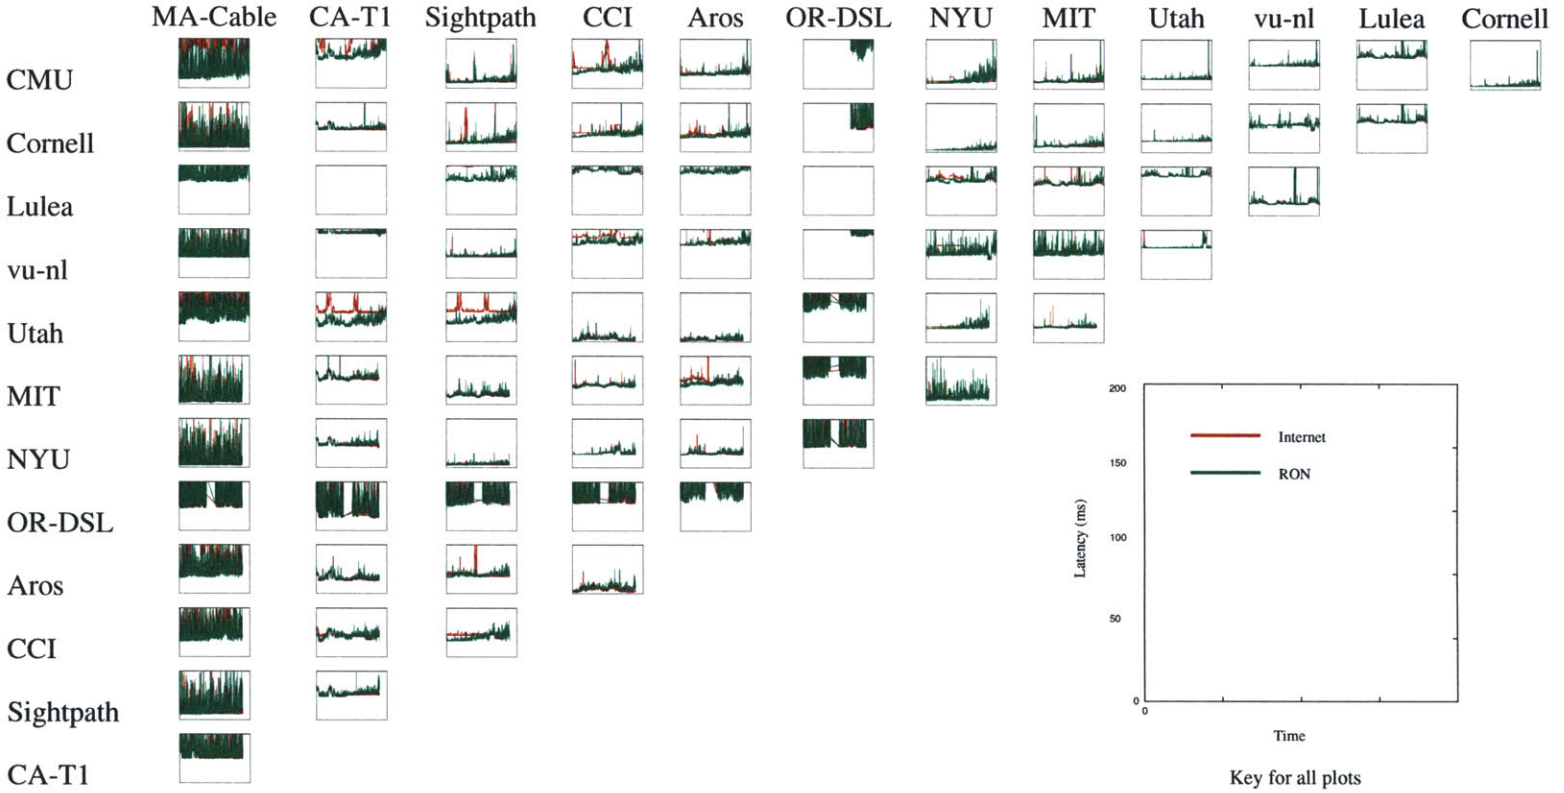 MA-Cable CA-T1 Sightpath CCI Aros OR-DSL NYU MIT Utah vu-nl Lulea Cornell
CMU
Cornell
Lulea
vu-nl
Utah
MIT
NYU
OR-DSL
Aros
CCI
Sightpath
CA-T1
200
150
100
50
0
0
Latency (ms)
Internet
RON
Time
Key for all plots